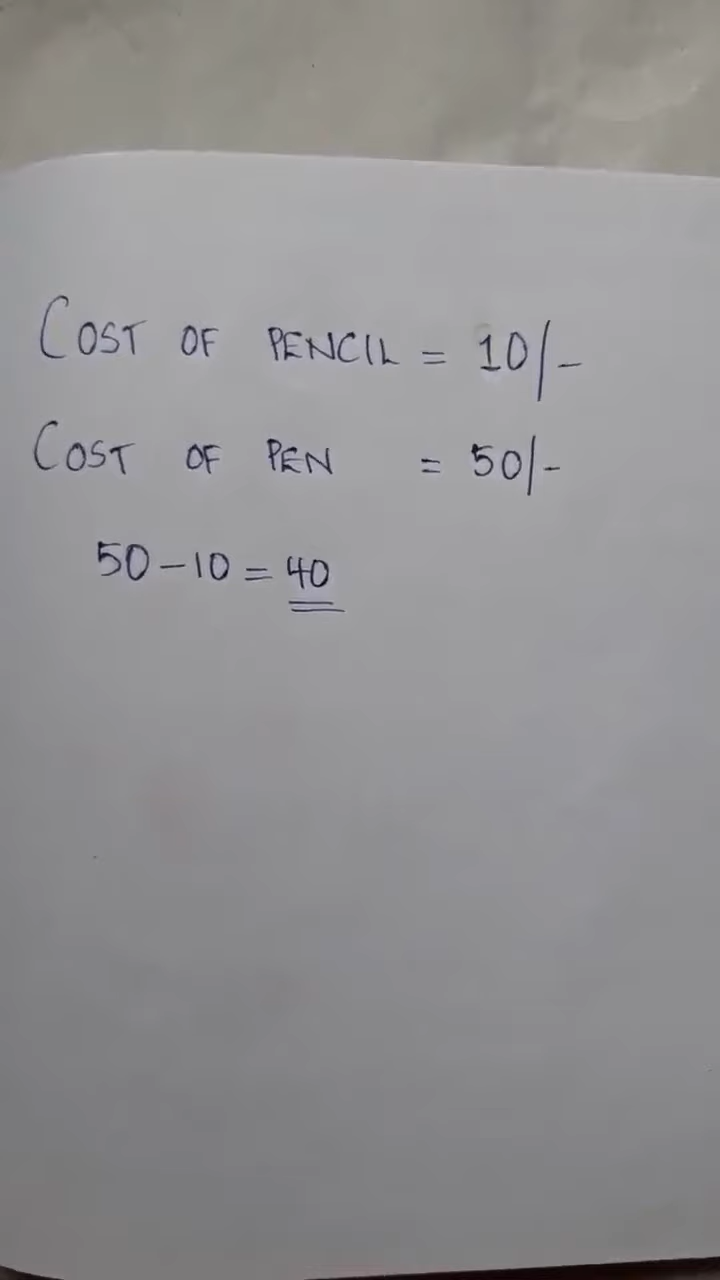 COST OF PENCIL = 10/-
COST OF PEN = 50/-
50-10=40